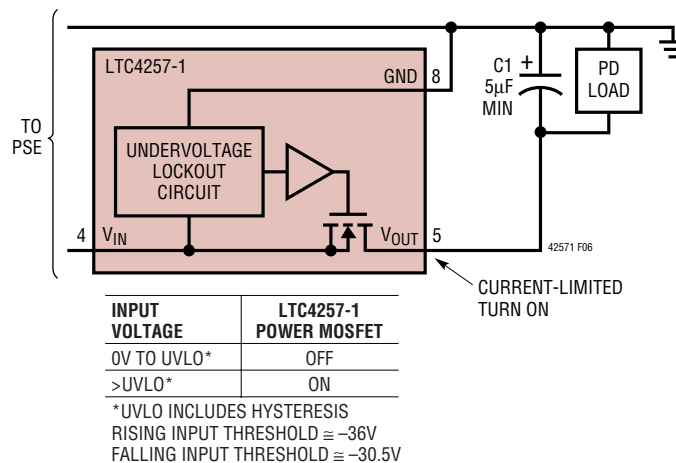 LTC4257-1
GND 8
C1 +
5μF
MIN
PD
LOAD
TO
PSE
UNDERVOLTAGE
LOCKOUT
CIRCUIT
4 VIN
VOUT 5
42571 F06
CURRENT-LIMITED
TURN ON
INPUT VOLTAGE LTC4257-1 POWER MOSFET
0V TO UVLO* OFF
>UVLO* ON
*UVLO INCLUDES HYSTERESIS
RISING INPUT THRESHOLD ≅ –36V
FALLING INPUT THRESHOLD ≅ –30.5V